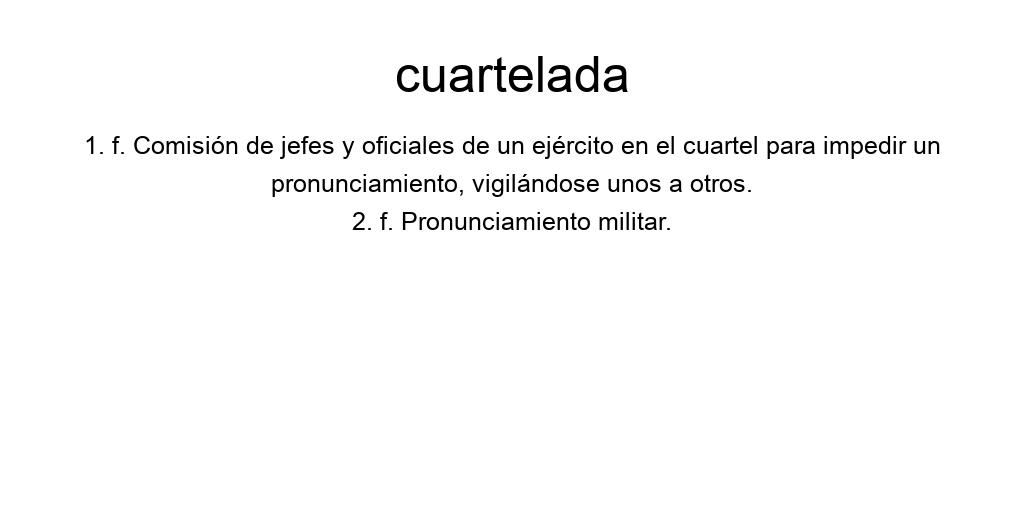 cuartelada
1. f. Comisión de jefes y oficiales de un ejército en el cuartel para impedir un
pronunciamiento, vigilándose unos a otros.
2. f. Pronunciamiento militar.